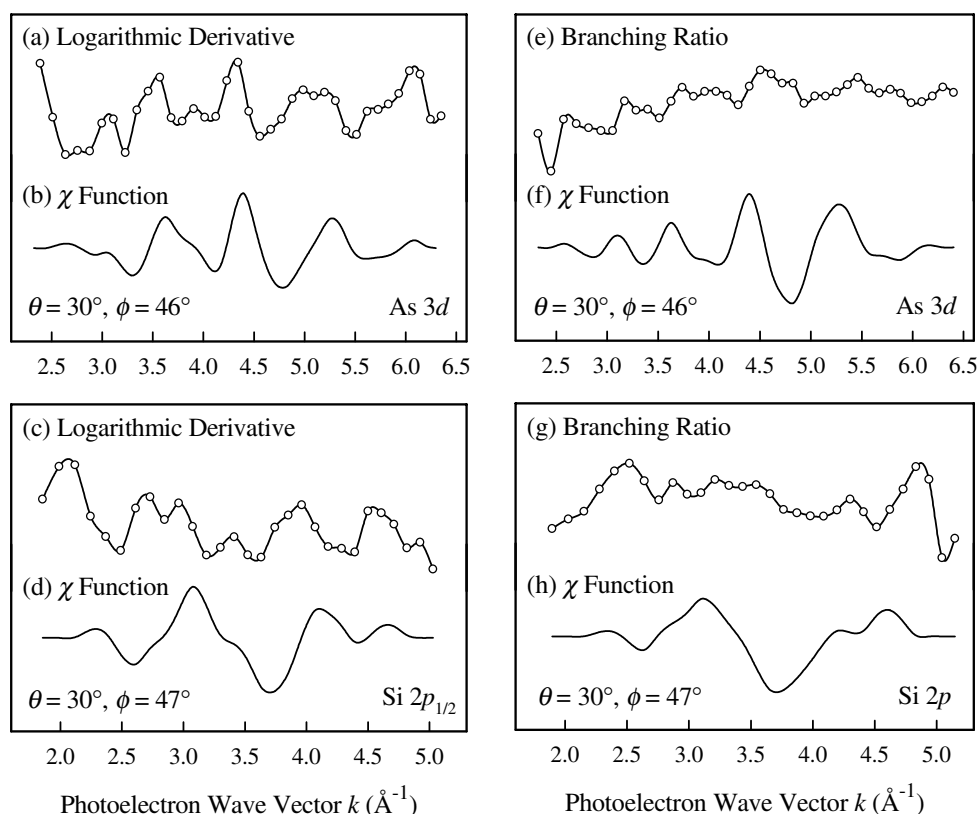 (a) Logarithmic Derivative
(b) χ Function
θ = 30°, ϕ = 46°
As 3d
2.5 3.0 3.5 4.0 4.5 5.0 5.5 6.0 6.5
(e) Branching Ratio
(f) χ Function
θ = 30°, ϕ = 46°
As 3d
2.5 3.0 3.5 4.0 4.5 5.0 5.5 6.0 6.5
(c) Logarithmic Derivative
(d) χ Function
θ = 30°, ϕ = 47°
Si 2p1/2
2.0 2.5 3.0 3.5 4.0 4.5 5.0
Photoelectron Wave Vector k (Å-1)
(g) Branching Ratio
(h) χ Function
θ = 30°, ϕ = 47°
Si 2p
2.0 2.5 3.0 3.5 4.0 4.5 5.0
Photoelectron Wave Vector k (Å-1)